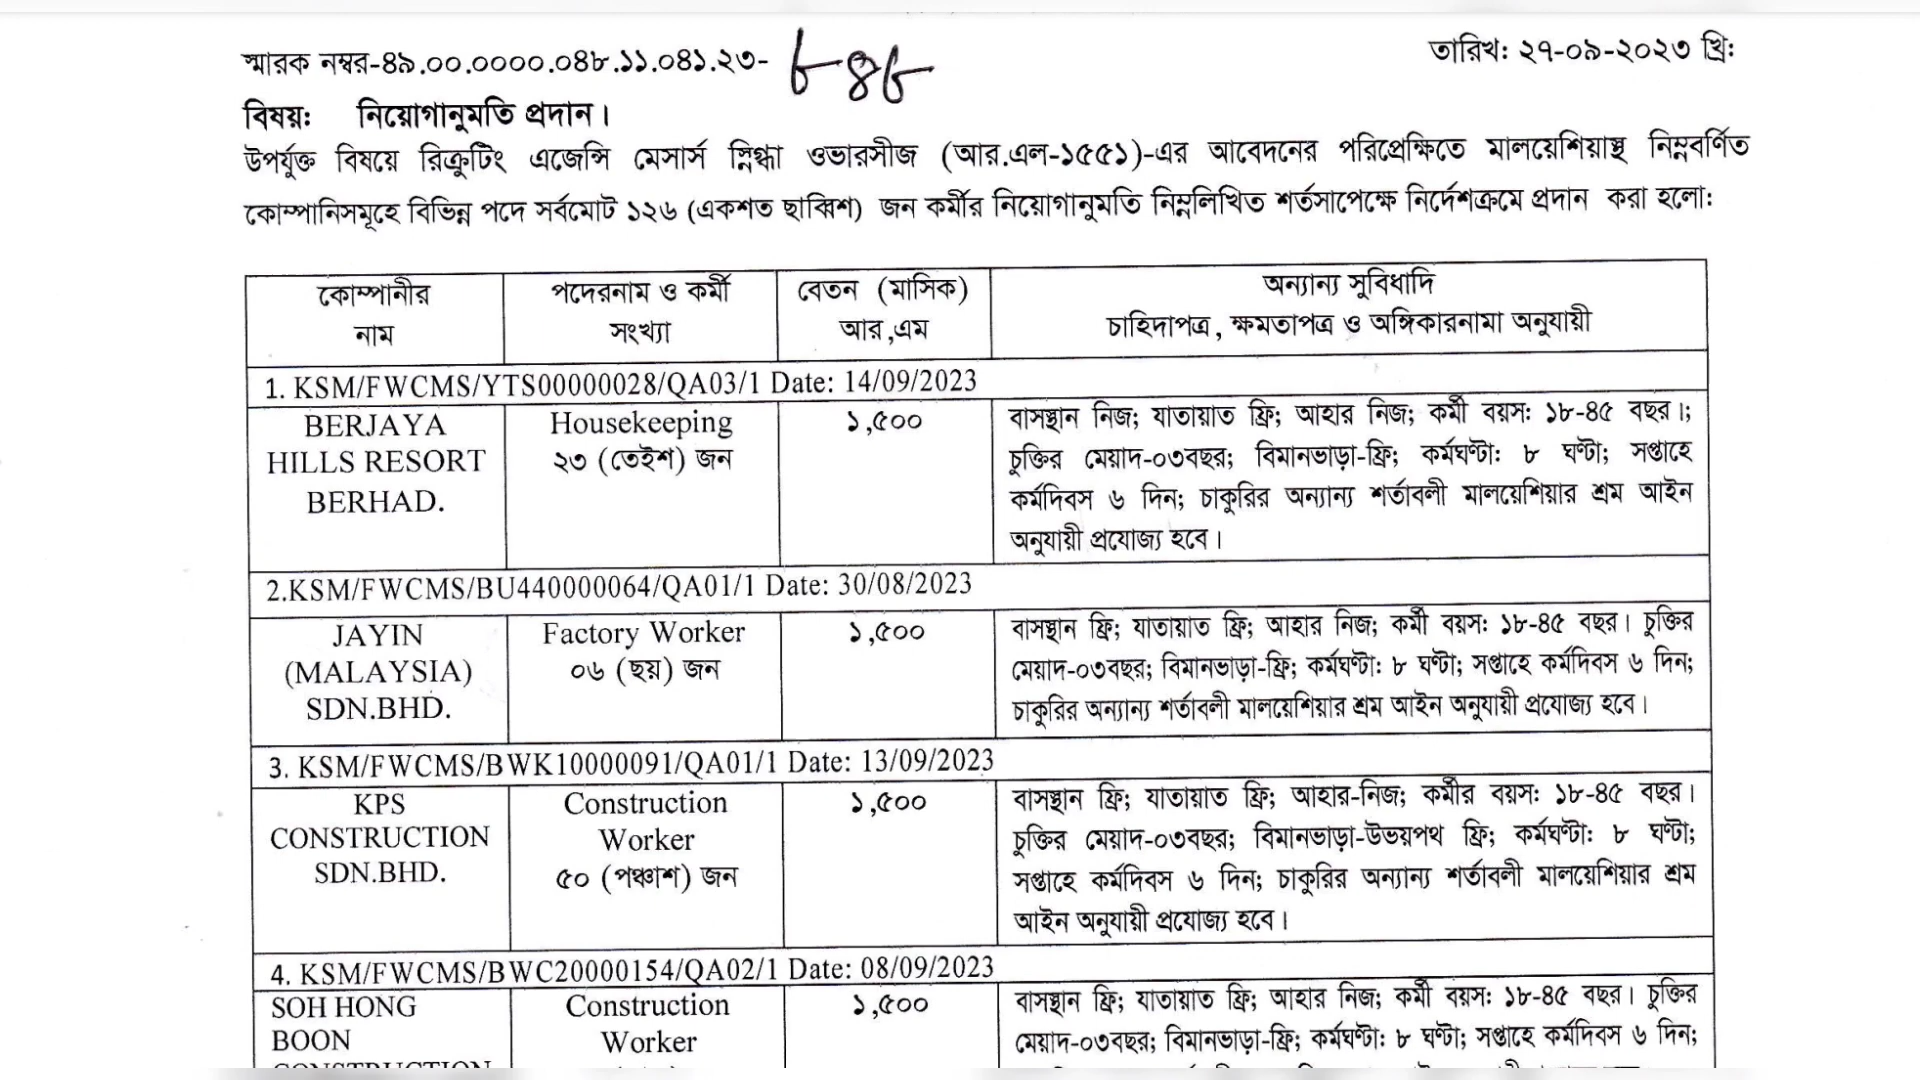 স্মারক নম্বর-৪৯.০০.০০০০.০৪৮.১১.০৪১.২৩- ৮৪৮
তারিখ: ২৭-০৯-২০২৩ খ্রি:
বিষয়: নিয়োগানুমতি প্রদান।
উপর্যুক্ত বিষয়ে রিক্রুটিং এজেন্সি মেসার্স স্নিগ্ধা ওভারসীজ (আর.এল-১৫৫১)-এর আবেদনের পরিপ্রেক্ষিতে মালয়েশিয়াস্থ নিম্নবর্ণিত
কোম্পানিসমূহে বিভিন্ন পদে সর্বমোট ১২৬ (একশত ছাব্বিশ) জন কর্মীর নিয়োগানুমতি নিম্নলিখিত শর্তসাপেক্ষে নির্দেশক্রমে প্রদান করা হলো:
কোম্পানীর
নাম
পদেরনাম ও কর্মী
সংখ্যা
বেতন (মাসিক)
আর,এম
অন্যান্য সুবিধাদি
চাহিদাপত্র, ক্ষমতাপত্র ও অঙ্গিকারনামা অনুযায়ী
1. KSM/FWCMS/YTS00000028/QA03/1 Date: 14/09/2023
BERJAYA
HILLS RESORT
BERHAD.
Housekeeping
২৩ (তেইশ) জন
১,৫০০
বাসস্থান নিজ; যাতায়াত ফ্রি; আহার নিজ; কর্মী বয়স: ১৮-৪৫ বছর।;
চুক্তির মেয়াদ-০৩বছর; বিমানভাড়া-ফ্রি; কর্মঘণ্টা: ৮ ঘণ্টা; সপ্তাহে
কর্মদিবস ৬ দিন; চাকুরির অন্যান্য শর্তাবলী মালয়েশিয়ার শ্রম আইন
অনুযায়ী প্রযোজ্য হবে।
2.KSM/FWCMS/BU440000064/QA01/1 Date: 30/08/2023
JAYIN
(MALAYSIA)
SDN.BHD.
Factory Worker
০৬ (ছয়) জন
১,৫০০
বাসস্থান ফ্রি; যাতায়াত ফ্রি; আহার নিজ; কর্মী বয়স: ১৮-৪৫ বছর। চুক্তির
মেয়াদ-০৩বছর; বিমানভাড়া-ফ্রি; কর্মঘণ্টা: ৮ ঘণ্টা; সপ্তাহে কর্মদিবস ৬ দিন;
চাকুরির অন্যান্য শর্তাবলী মালয়েশিয়ার শ্রম আইন অনুযায়ী প্রযোজ্য হবে।
3. KSM/FWCMS/BWK10000091/QA01/1 Date: 13/09/2023
KPS
CONSTRUCTION
SDN.BHD.
Construction
Worker
৫০ (পঞ্চাশ) জন
১,৫০০
বাসস্থান ফ্রি; যাতায়াত ফ্রি; আহার-নিজ; কর্মীর বয়স: ১৮-৪৫ বছর।
চুক্তির মেয়াদ-০৩বছর; বিমানভাড়া-উভয়পথ ফ্রি; কর্মঘণ্টা: ৮ ঘণ্টা;
সপ্তাহে কর্মদিবস ৬ দিন; চাকুরির অন্যান্য শর্তাবলী মালয়েশিয়ার শ্রম
আইন অনুযায়ী প্রযোজ্য হবে।
4. KSM/FWCMS/BWC20000154/QA02/1 Date: 08/09/2023
SOH HONG
BOON
CONSTRUCTION
Construction
Worker
১,৫০০
বাসস্থান ফ্রি; যাতায়াত ফ্রি; আহার নিজ; কর্মী বয়স: ১৮-৪৫ বছর। চুক্তির
মেয়াদ-০৩বছর; বিমানভাড়া-ফ্রি; কর্মঘণ্টা: ৮ ঘণ্টা; সপ্তাহে কর্মদিবস ৬ দিন;